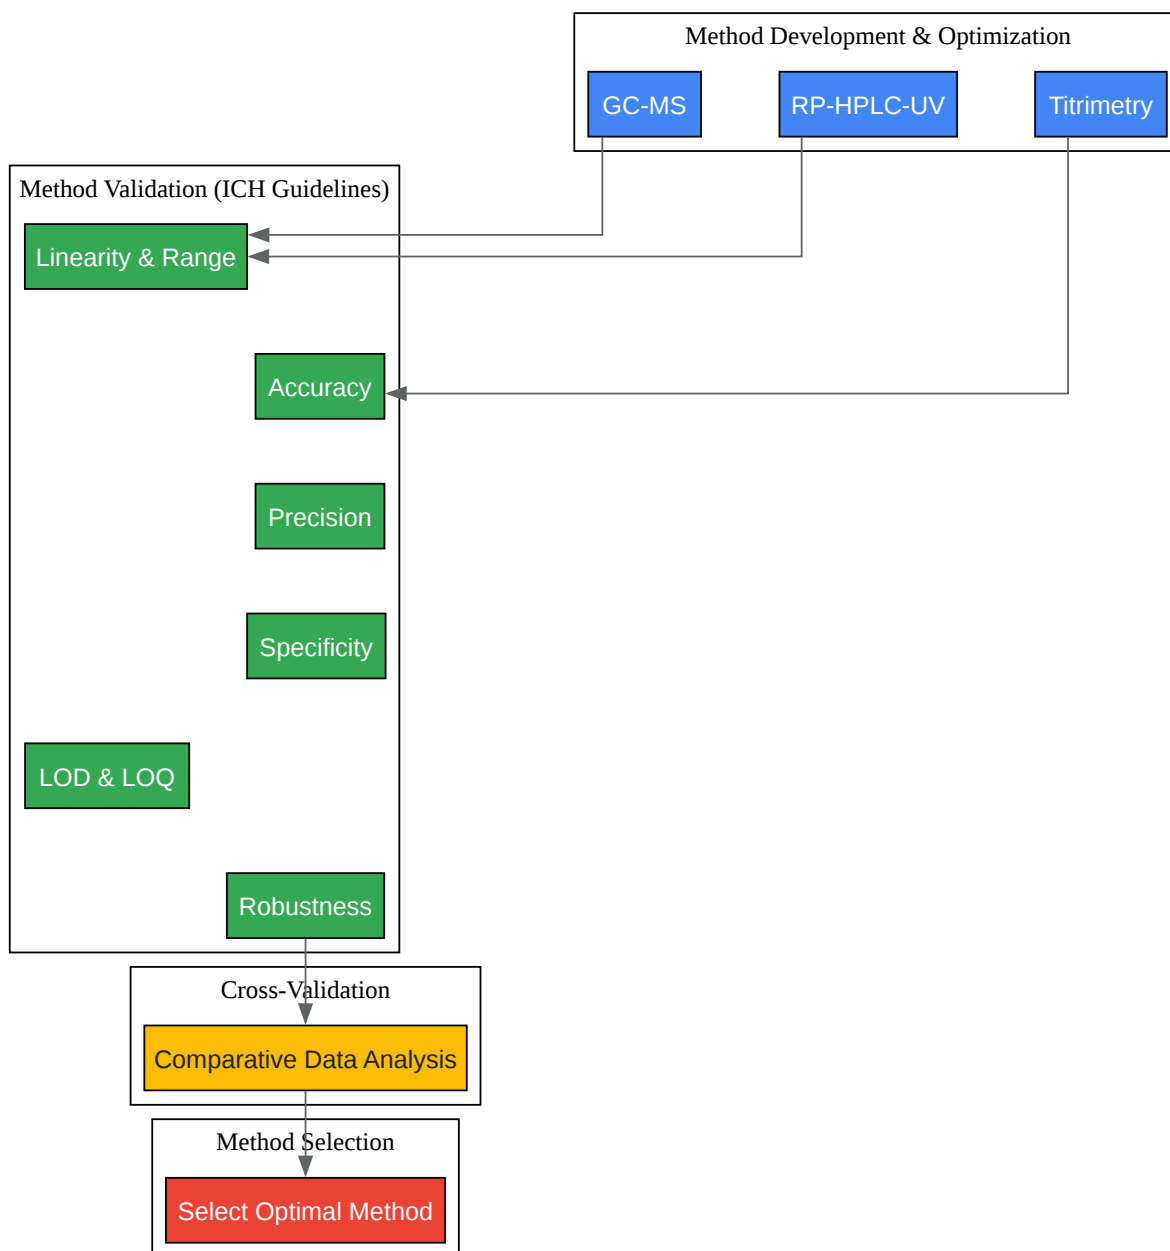 Method Development & Optimization
GC-MS
RP-HPLC-UV
Titrimetry
Method Validation (ICH Guidelines)
Linearity & Range
Accuracy
Precision
Specificity
LOD & LOQ
Robustness
Cross-Validation
Comparative Data Analysis
Method Selection
Select Optimal Method